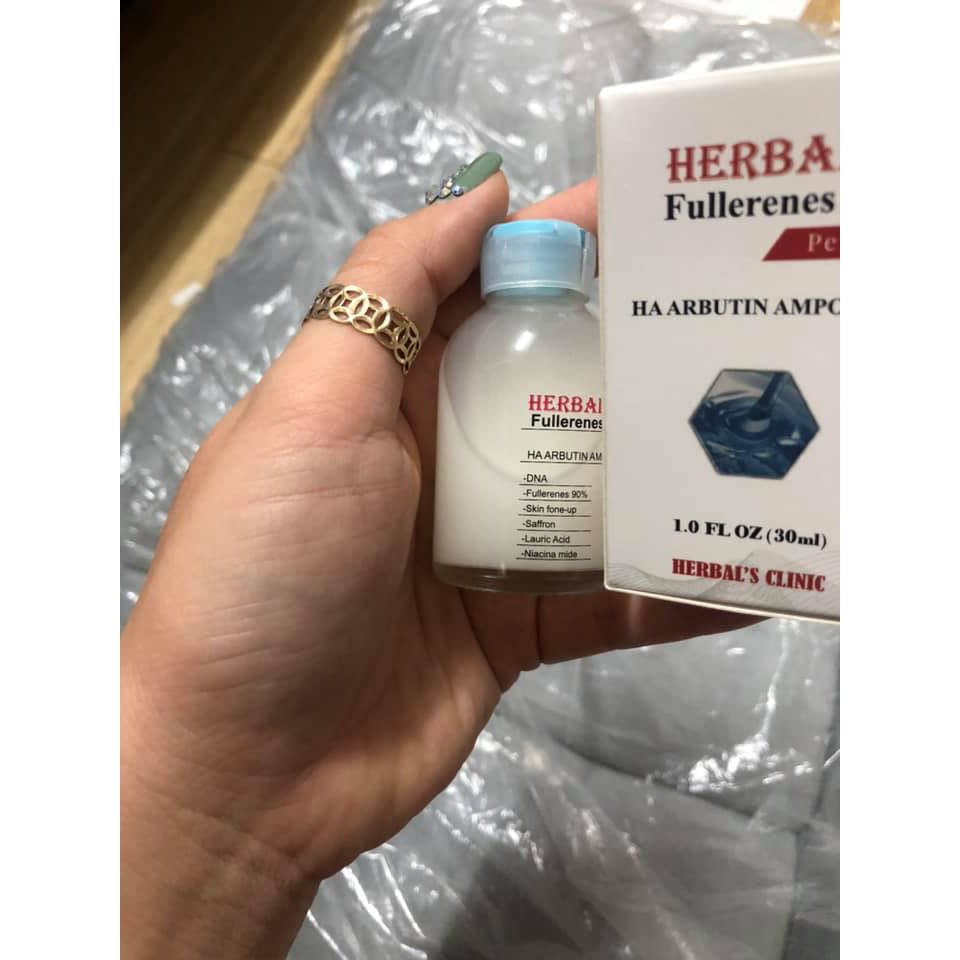 HERBAL
Fullerenes
HA ARBUTIN AM
-DNA
-Fullerenes 90%
-Skin fone-up
-Saffron
-Lauric Acid
-Niacina mide
HERBA
Fullerenes
Pe
HA ARBUTIN AMPO
1.0 FL OZ (30ml)
HERBAL'S CLINIC